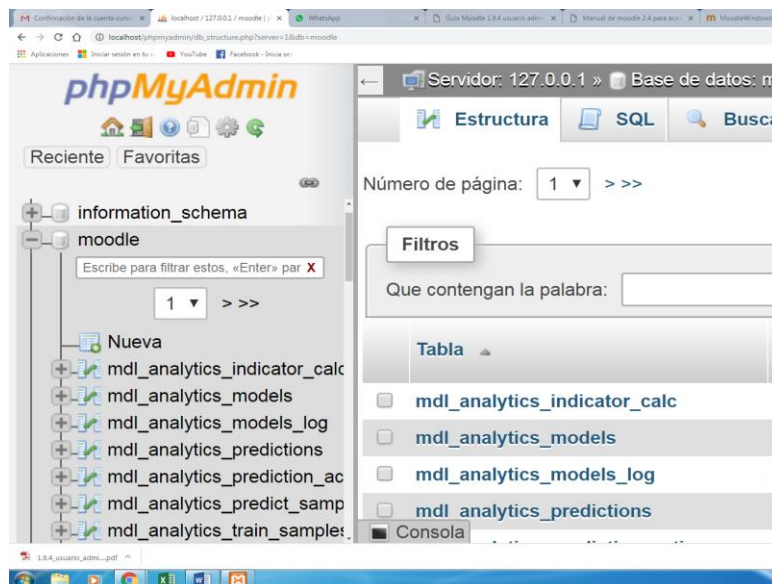 Confirmación de la cuenta curso
localhost / 127.0.0.1 / moodle | p
WhatsApp
Guía Moodle 1.9.4 usuario admi
Manual de moodle 2.4 para acc
MoodleWindows
localhost/phpmyadmin/db_structure.php?server=1&db=moodle
Aplicaciones
Iniciar sesión en tu c
YouTube
Facebook - Inicia se
phpMyAdmin
Reciente
Favoritas
information_schema
moodle
Escribe para filtrar estos, «Enter» par X
1 > >>
Nueva
mdl_analytics_indicator_calc
mdl_analytics_models
mdl_analytics_models_log
mdl_analytics_predictions
mdl_analytics_prediction_ac
mdl_analytics_predict_samp
mdl_analytics_train_samples
Servidor: 127.0.0.1 » Base de datos: m
Estructura
SQL
Busca
Número de página: 1 > >>
Filtros
Que contengan la palabra:
Tabla
mdl_analytics_indicator_calc
mdl_analytics_models
mdl_analytics_models_log
mdl_analytics_predictions
Consola
1.9.4_usuario_admi....pdf